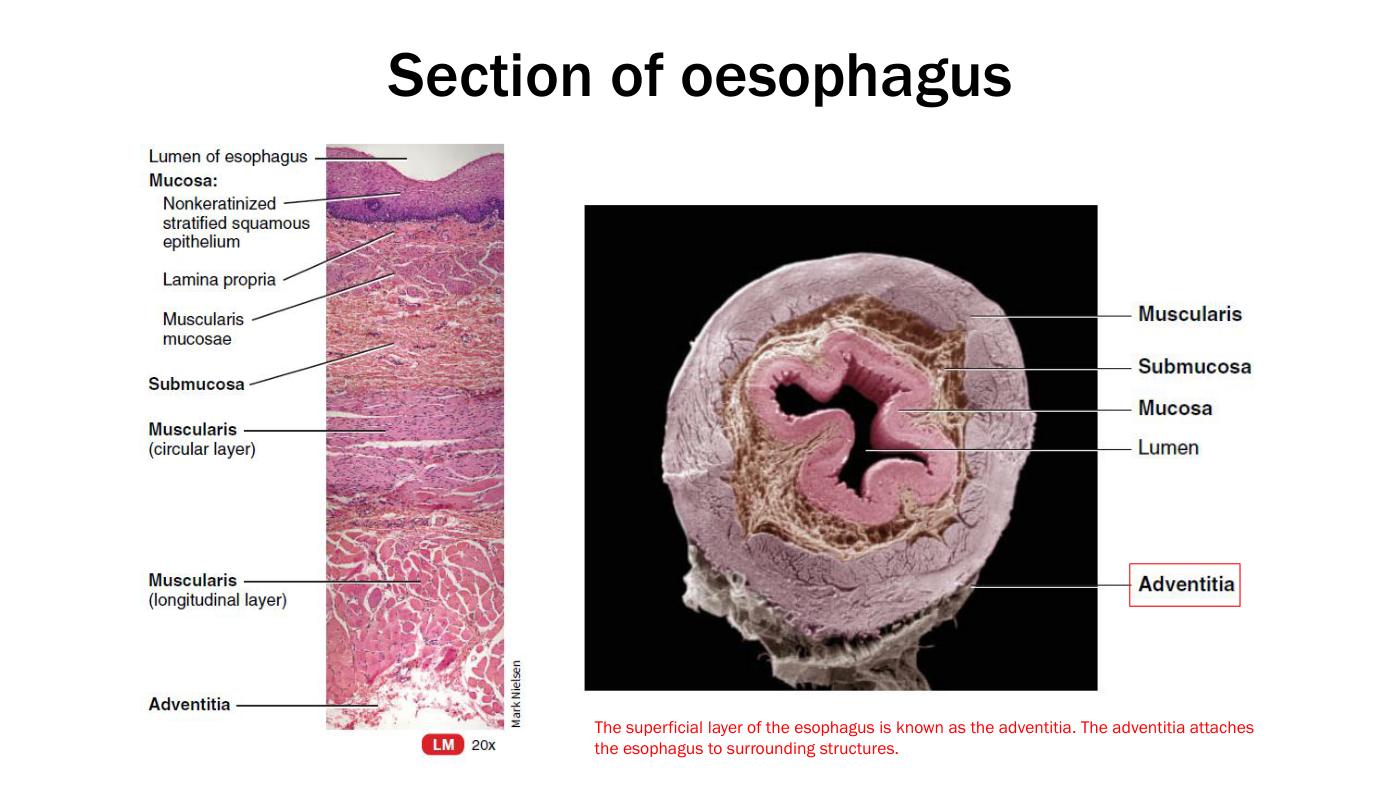 Section of oesophagus
Lumen of esophagus
Mucosa:
Nonkeratinized
stratified squamous
epithelium
Lamina propria
Muscularis
mucosae
Submucosa
Muscularis
(circular layer)
Muscularis
(longitudinal layer)
Adventitia
Mark Nielsen
LM 20x
Muscularis
Submucosa
Mucosa
Lumen
Adventitia
The superficial layer of the esophagus is known as the adventitia. The adventitia attaches
the esophagus to surrounding structures.